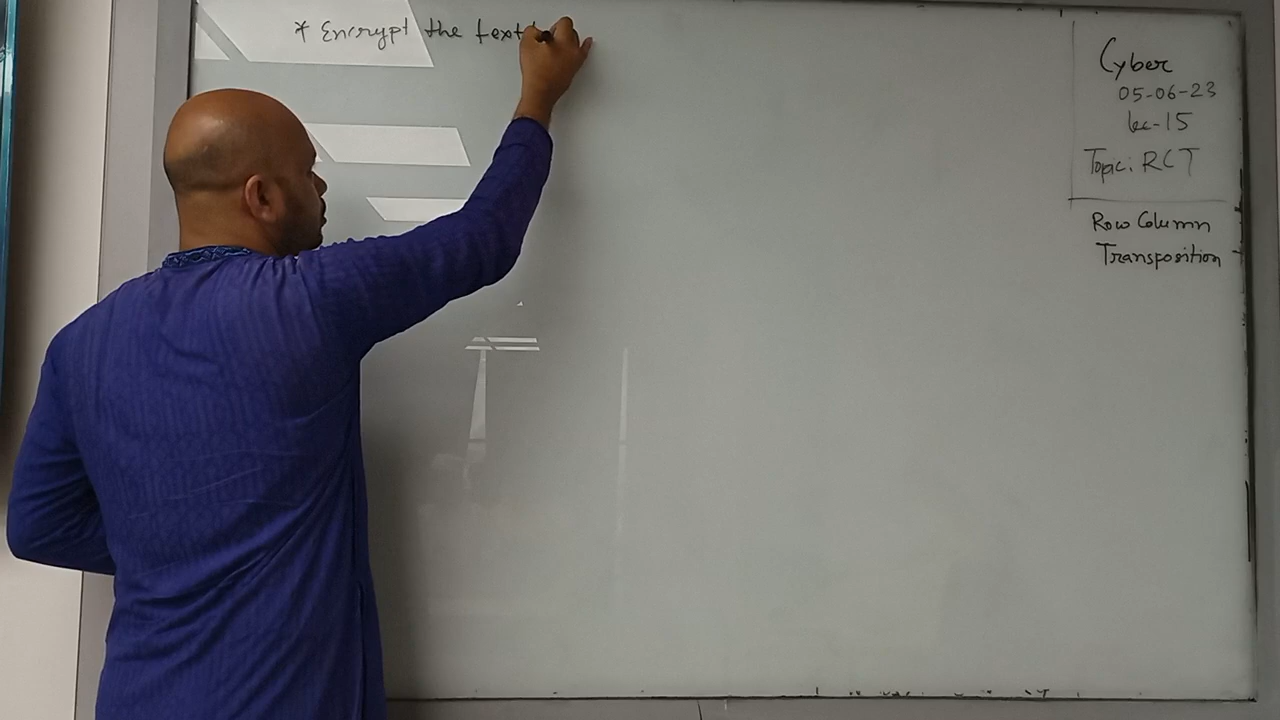 * Encrypt the text
Cyber
05-06-23
Lec-15
Topic: RCT
Row Column
Transposition